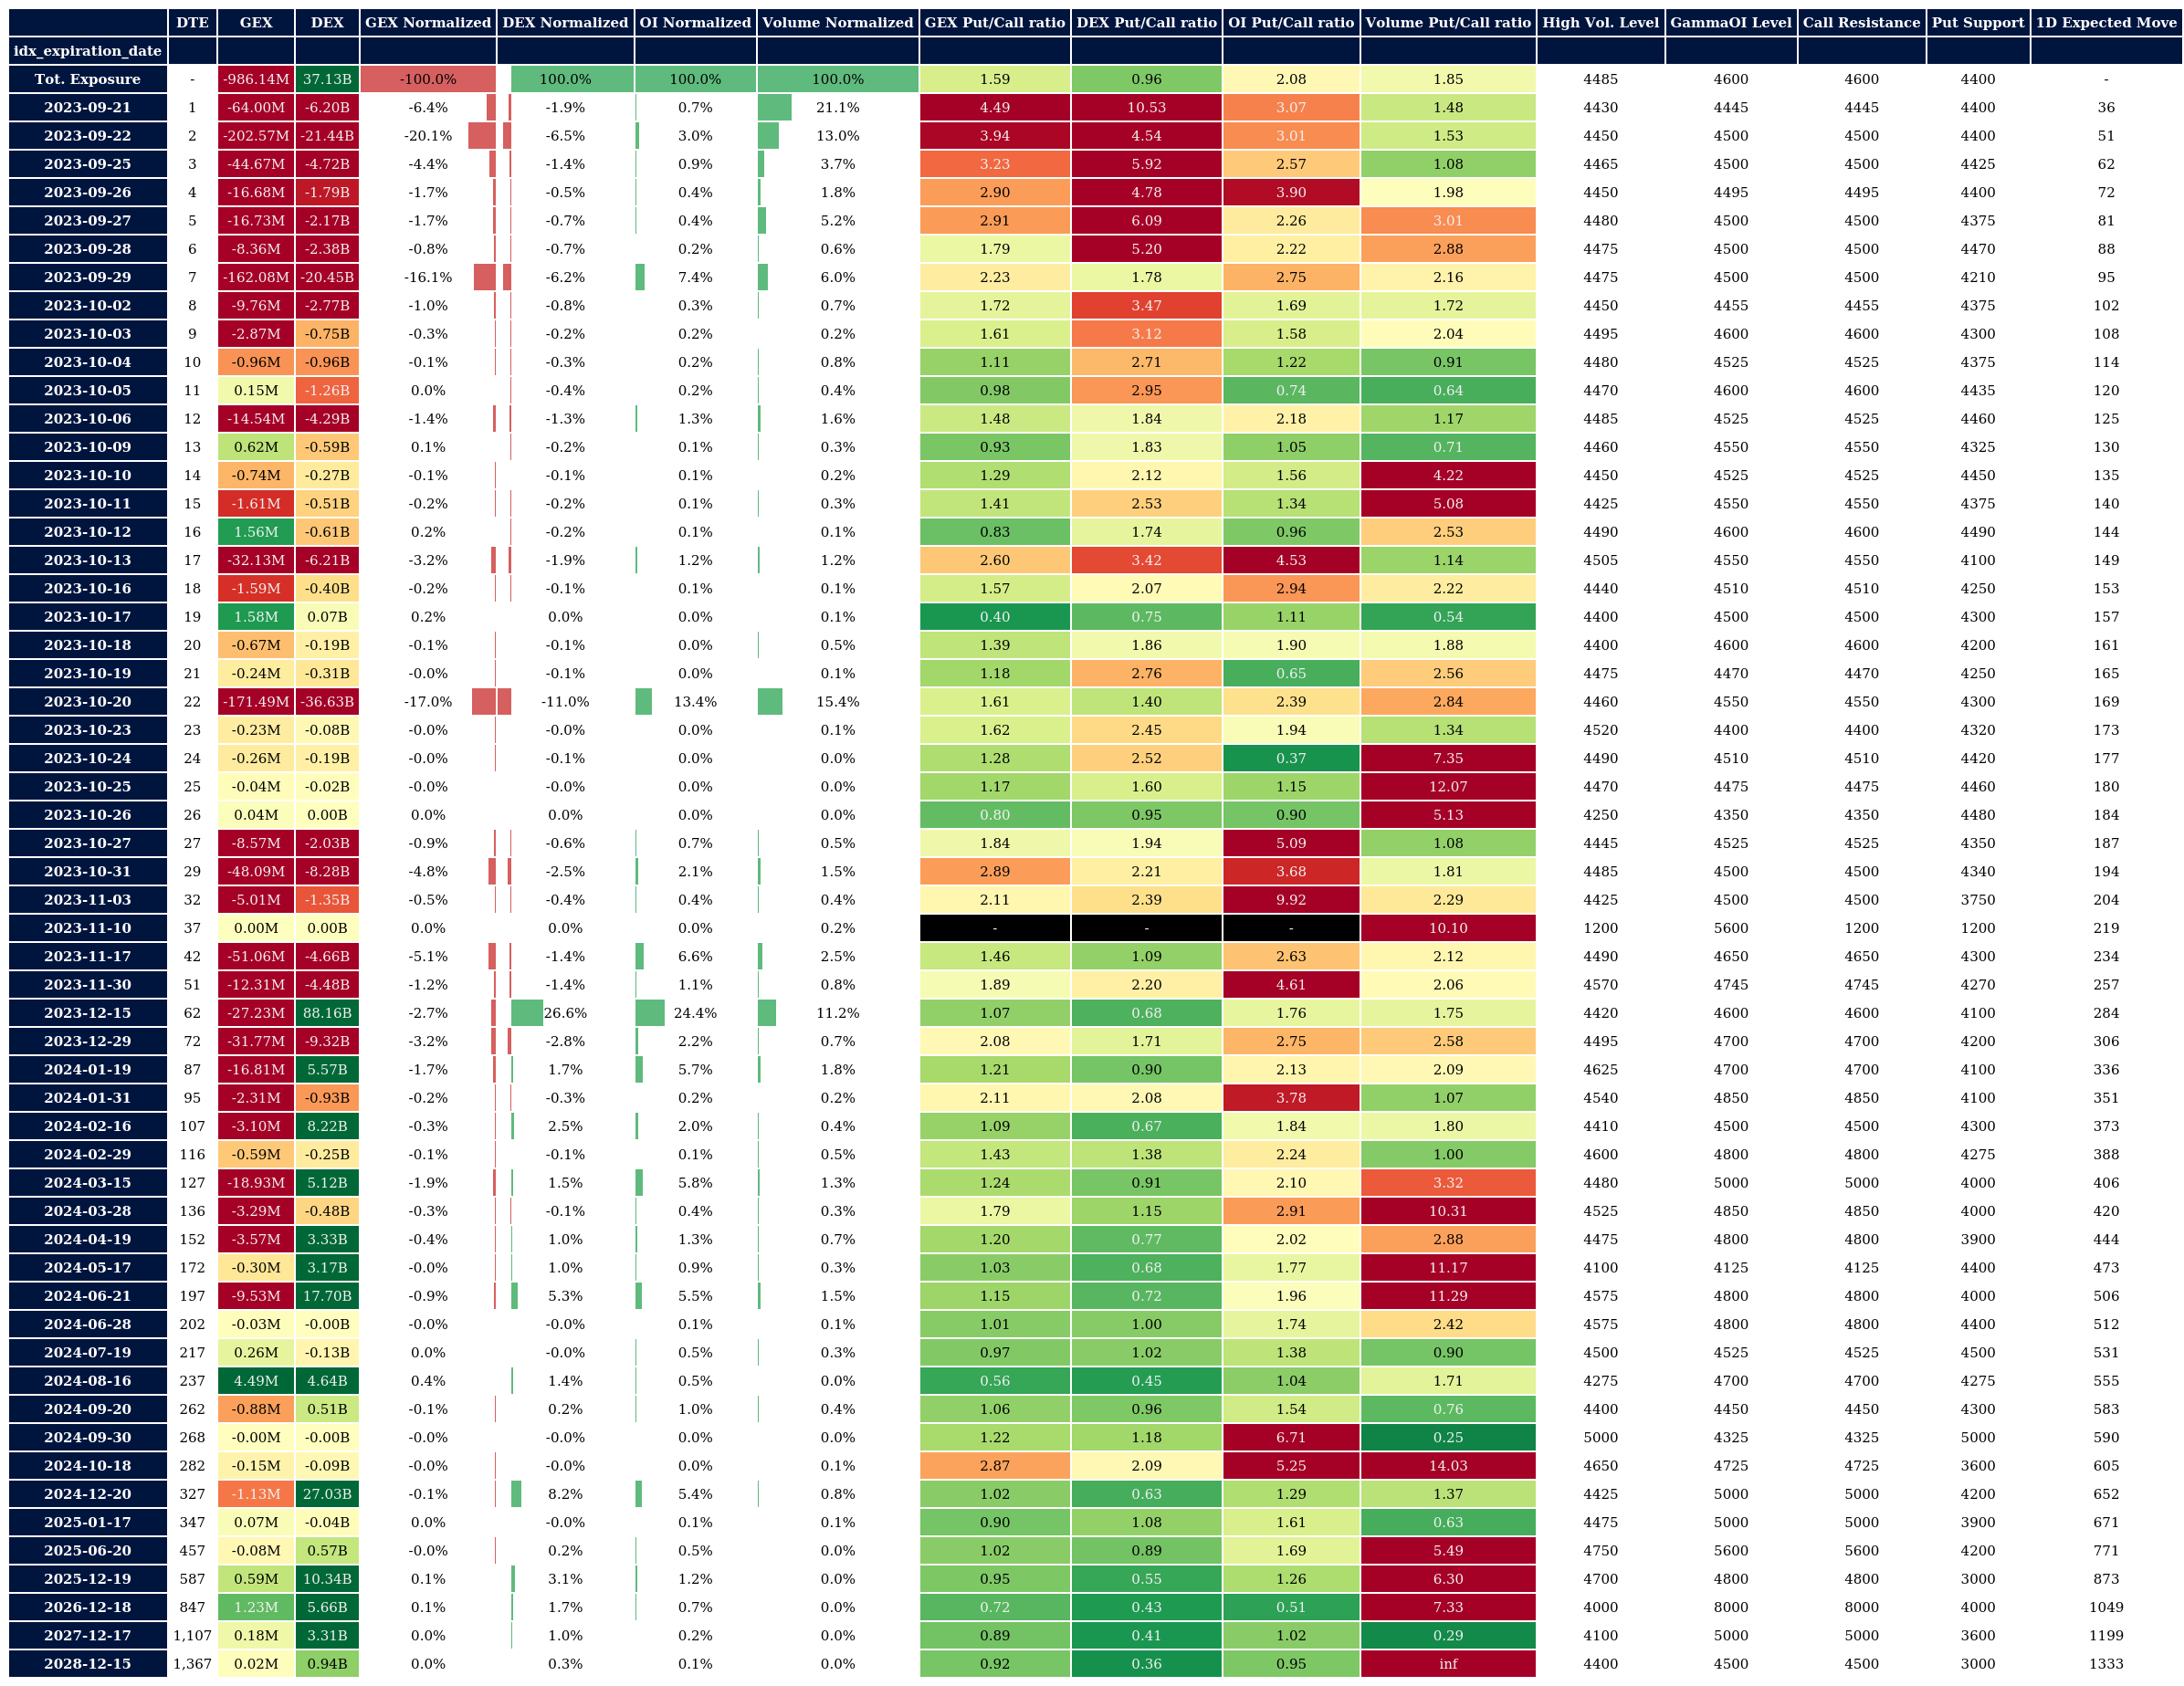 DTE GEX DEX GEX Normalized DEX Normalized OI Normalized Volume Normalized GEX Put/Call ratio DEX Put/Call ratio OI Put/Call ratio Volume Put/Call ratio High Vol. Level GammaOI Level Call Resistance Put Support 1D Expected Move
idx_expiration_date
Tot. Exposure - -986.14M 37.13B -100.0% 100.0% 100.0% 100.0% 1.59 0.96 2.08 1.85 4485 4600 4600 4400 -
2023-09-21 1 -64.00M -6.20B -6.4% -1.9% 0.7% 21.1% 4.49 10.53 3.07 1.48 4430 4445 4445 4400 36
2023-09-22 2 -202.57M -21.44B -20.1% -6.5% 3.0% 13.0% 3.94 4.54 3.01 1.53 4450 4500 4500 4400 51
2023-09-25 3 -44.67M -4.72B -4.4% -1.4% 0.9% 3.7% 3.23 5.92 2.57 1.08 4465 4500 4500 4425 62
2023-09-26 4 -16.68M -1.79B -1.7% -0.5% 0.4% 1.8% 2.90 4.78 3.90 1.98 4450 4495 4495 4400 72
2023-09-27 5 -16.73M -2.17B -1.7% -0.7% 0.4% 5.2% 2.91 6.09 2.26 3.01 4480 4500 4500 4375 81
2023-09-28 6 -8.36M -2.38B -0.8% -0.7% 0.2% 0.6% 1.79 5.20 2.22 2.88 4475 4500 4500 4470 88
2023-09-29 7 -162.08M -20.45B -16.1% -6.2% 7.4% 6.0% 2.23 1.78 2.75 2.16 4475 4500 4500 4210 95
2023-10-02 8 -9.76M -2.77B -1.0% -0.8% 0.3% 0.7% 1.72 3.47 1.69 1.72 4450 4455 4455 4375 102
2023-10-03 9 -2.87M -0.75B -0.3% -0.2% 0.2% 0.2% 1.61 3.12 1.58 2.04 4495 4600 4600 4300 108
2023-10-04 10 -0.96M -0.96B -0.1% -0.3% 0.2% 0.8% 1.11 2.71 1.22 0.91 4480 4525 4525 4375 114
2023-10-05 11 0.15M -1.26B 0.0% -0.4% 0.2% 0.4% 0.98 2.95 0.74 0.64 4470 4600 4600 4435 120
2023-10-06 12 -14.54M -4.29B -1.4% -1.3% 1.3% 1.6% 1.48 1.84 2.18 1.17 4485 4525 4525 4460 125
2023-10-09 13 0.62M -0.59B 0.1% -0.2% 0.1% 0.3% 0.93 1.83 1.05 0.71 4460 4550 4550 4325 130
2023-10-10 14 -0.74M -0.27B -0.1% -0.1% 0.1% 0.2% 1.29 2.12 1.56 4.22 4450 4525 4525 4450 135
2023-10-11 15 -1.61M -0.51B -0.2% -0.2% 0.1% 0.3% 1.41 2.53 1.34 5.08 4425 4550 4550 4375 140
2023-10-12 16 1.56M -0.61B 0.2% -0.2% 0.1% 0.1% 0.83 1.74 0.96 2.53 4490 4600 4600 4490 144
2023-10-13 17 -32.13M -6.21B -3.2% -1.9% 1.2% 1.2% 2.60 3.42 4.53 1.14 4505 4550 4550 4100 149
2023-10-16 18 -1.59M -0.40B -0.2% -0.1% 0.1% 0.1% 1.57 2.07 2.94 2.22 4440 4510 4510 4250 153
2023-10-17 19 1.58M 0.07B 0.2% 0.0% 0.0% 0.1% 0.40 0.75 1.11 0.54 4400 4500 4500 4300 157
2023-10-18 20 -0.67M -0.19B -0.1% -0.1% 0.0% 0.5% 1.39 1.86 1.90 1.88 4400 4600 4600 4200 161
2023-10-19 21 -0.24M -0.31B -0.0% -0.1% 0.0% 0.1% 1.18 2.76 0.65 2.56 4475 4470 4470 4250 165
2023-10-20 22 -171.49M -36.63B -17.0% -11.0% 13.4% 15.4% 1.61 1.40 2.39 2.84 4460 4550 4550 4300 169
2023-10-23 23 -0.23M -0.08B -0.0% -0.0% 0.0% 0.1% 1.62 2.45 1.94 1.34 4520 4400 4400 4320 173
2023-10-24 24 -0.26M -0.19B -0.0% -0.1% 0.0% 0.0% 1.28 2.52 0.37 7.35 4490 4510 4510 4420 177
2023-10-25 25 -0.04M -0.02B -0.0% -0.0% 0.0% 0.0% 1.17 1.60 1.15 12.07 4470 4475 4475 4460 180
2023-10-26 26 0.04M 0.00B 0.0% 0.0% 0.0% 0.0% 0.80 0.95 0.90 5.13 4250 4350 4350 4480 184
2023-10-27 27 -8.57M -2.03B -0.9% -0.6% 0.7% 0.5% 1.84 1.94 5.09 1.08 4445 4525 4525 4350 187
2023-10-31 29 -48.09M -8.28B -4.8% -2.5% 2.1% 1.5% 2.89 2.21 3.68 1.81 4485 4500 4500 4340 194
2023-11-03 32 -5.01M -1.35B -0.5% -0.4% 0.4% 0.4% 2.11 2.39 9.92 2.29 4425 4500 4500 3750 204
2023-11-10 37 0.00M 0.00B 0.0% 0.0% 0.0% 0.2% - - - 10.10 1200 5600 1200 1200 219
2023-11-17 42 -51.06M -4.66B -5.1% -1.4% 6.6% 2.5% 1.46 1.09 2.63 2.12 4490 4650 4650 4300 234
2023-11-30 51 -12.31M -4.48B -1.2% -1.4% 1.1% 0.8% 1.89 2.20 4.61 2.06 4570 4745 4745 4270 257
2023-12-15 62 -27.23M 88.16B -2.7% 26.6% 24.4% 11.2% 1.07 0.68 1.76 1.75 4420 4600 4600 4100 284
2023-12-29 72 -31.77M -9.32B -3.2% -2.8% 2.2% 0.7% 2.08 1.71 2.75 2.58 4495 4700 4700 4200 306
2024-01-19 87 -16.81M 5.57B -1.7% 1.7% 5.7% 1.8% 1.21 0.90 2.13 2.09 4625 4700 4700 4100 336
2024-01-31 95 -2.31M -0.93B -0.2% -0.3% 0.2% 0.2% 2.11 2.08 3.78 1.07 4540 4850 4850 4100 351
2024-02-16 107 -3.10M 8.22B -0.3% 2.5% 2.0% 0.4% 1.09 0.67 1.84 1.80 4410 4500 4500 4300 373
2024-02-29 116 -0.59M -0.25B -0.1% -0.1% 0.1% 0.5% 1.43 1.38 2.24 1.00 4600 4800 4800 4275 388
2024-03-15 127 -18.93M 5.12B -1.9% 1.5% 5.8% 1.3% 1.24 0.91 2.10 3.32 4480 5000 5000 4000 406
2024-03-28 136 -3.29M -0.48B -0.3% -0.1% 0.4% 0.3% 1.79 1.15 2.91 10.31 4525 4850 4850 4000 420
2024-04-19 152 -3.57M 3.33B -0.4% 1.0% 1.3% 0.7% 1.20 0.77 2.02 2.88 4475 4800 4800 3900 444
2024-05-17 172 -0.30M 3.17B -0.0% 1.0% 0.9% 0.3% 1.03 0.68 1.77 11.17 4100 4125 4125 4400 473
2024-06-21 197 -9.53M 17.70B -0.9% 5.3% 5.5% 1.5% 1.15 0.72 1.96 11.29 4575 4800 4800 4000 506
2024-06-28 202 -0.03M -0.00B -0.0% -0.0% 0.1% 0.1% 1.01 1.00 1.74 2.42 4575 4800 4800 4400 512
2024-07-19 217 0.26M -0.13B 0.0% -0.0% 0.5% 0.3% 0.97 1.02 1.38 0.90 4500 4525 4525 4500 531
2024-08-16 237 4.49M 4.64B 0.4% 1.4% 0.5% 0.0% 0.56 0.45 1.04 1.71 4275 4700 4700 4275 555
2024-09-20 262 -0.88M 0.51B -0.1% 0.2% 1.0% 0.4% 1.06 0.96 1.54 0.76 4400 4450 4450 4300 583
2024-09-30 268 -0.00M -0.00B -0.0% -0.0% 0.0% 0.0% 1.22 1.18 6.71 0.25 5000 4325 4325 5000 590
2024-10-18 282 -0.15M -0.09B -0.0% -0.0% 0.0% 0.1% 2.87 2.09 5.25 14.03 4650 4725 4725 3600 605
2024-12-20 327 -1.13M 27.03B -0.1% 8.2% 5.4% 0.8% 1.02 0.63 1.29 1.37 4425 5000 5000 4200 652
2025-01-17 347 0.07M -0.04B 0.0% -0.0% 0.1% 0.1% 0.90 1.08 1.61 0.63 4475 5000 5000 3900 671
2025-06-20 457 -0.08M 0.57B -0.0% 0.2% 0.5% 0.0% 1.02 0.89 1.69 5.49 4750 5600 5600 4200 771
2025-12-19 587 0.59M 10.34B 0.1% 3.1% 1.2% 0.0% 0.95 0.55 1.26 6.30 4700 4800 4800 3000 873
2026-12-18 847 1.23M 5.66B 0.1% 1.7% 0.7% 0.0% 0.72 0.43 0.51 7.33 4000 8000 8000 4000 1049
2027-12-17 1,107 0.18M 3.31B 0.0% 1.0% 0.2% 0.0% 0.89 0.41 1.02 0.29 4100 5000 5000 3600 1199
2028-12-15 1,367 0.02M 0.94B 0.0% 0.3% 0.1% 0.0% 0.92 0.36 0.95 inf 4400 4500 4500 3000 1333